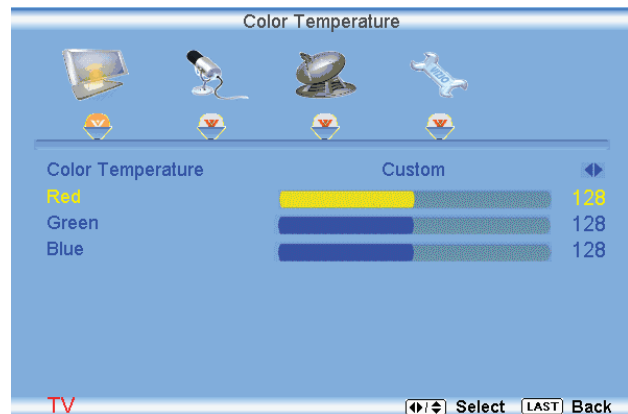 Color Temperature
Color Temperature Custom
Red 128
Green 128
Blue 128
TV Select LAST Back